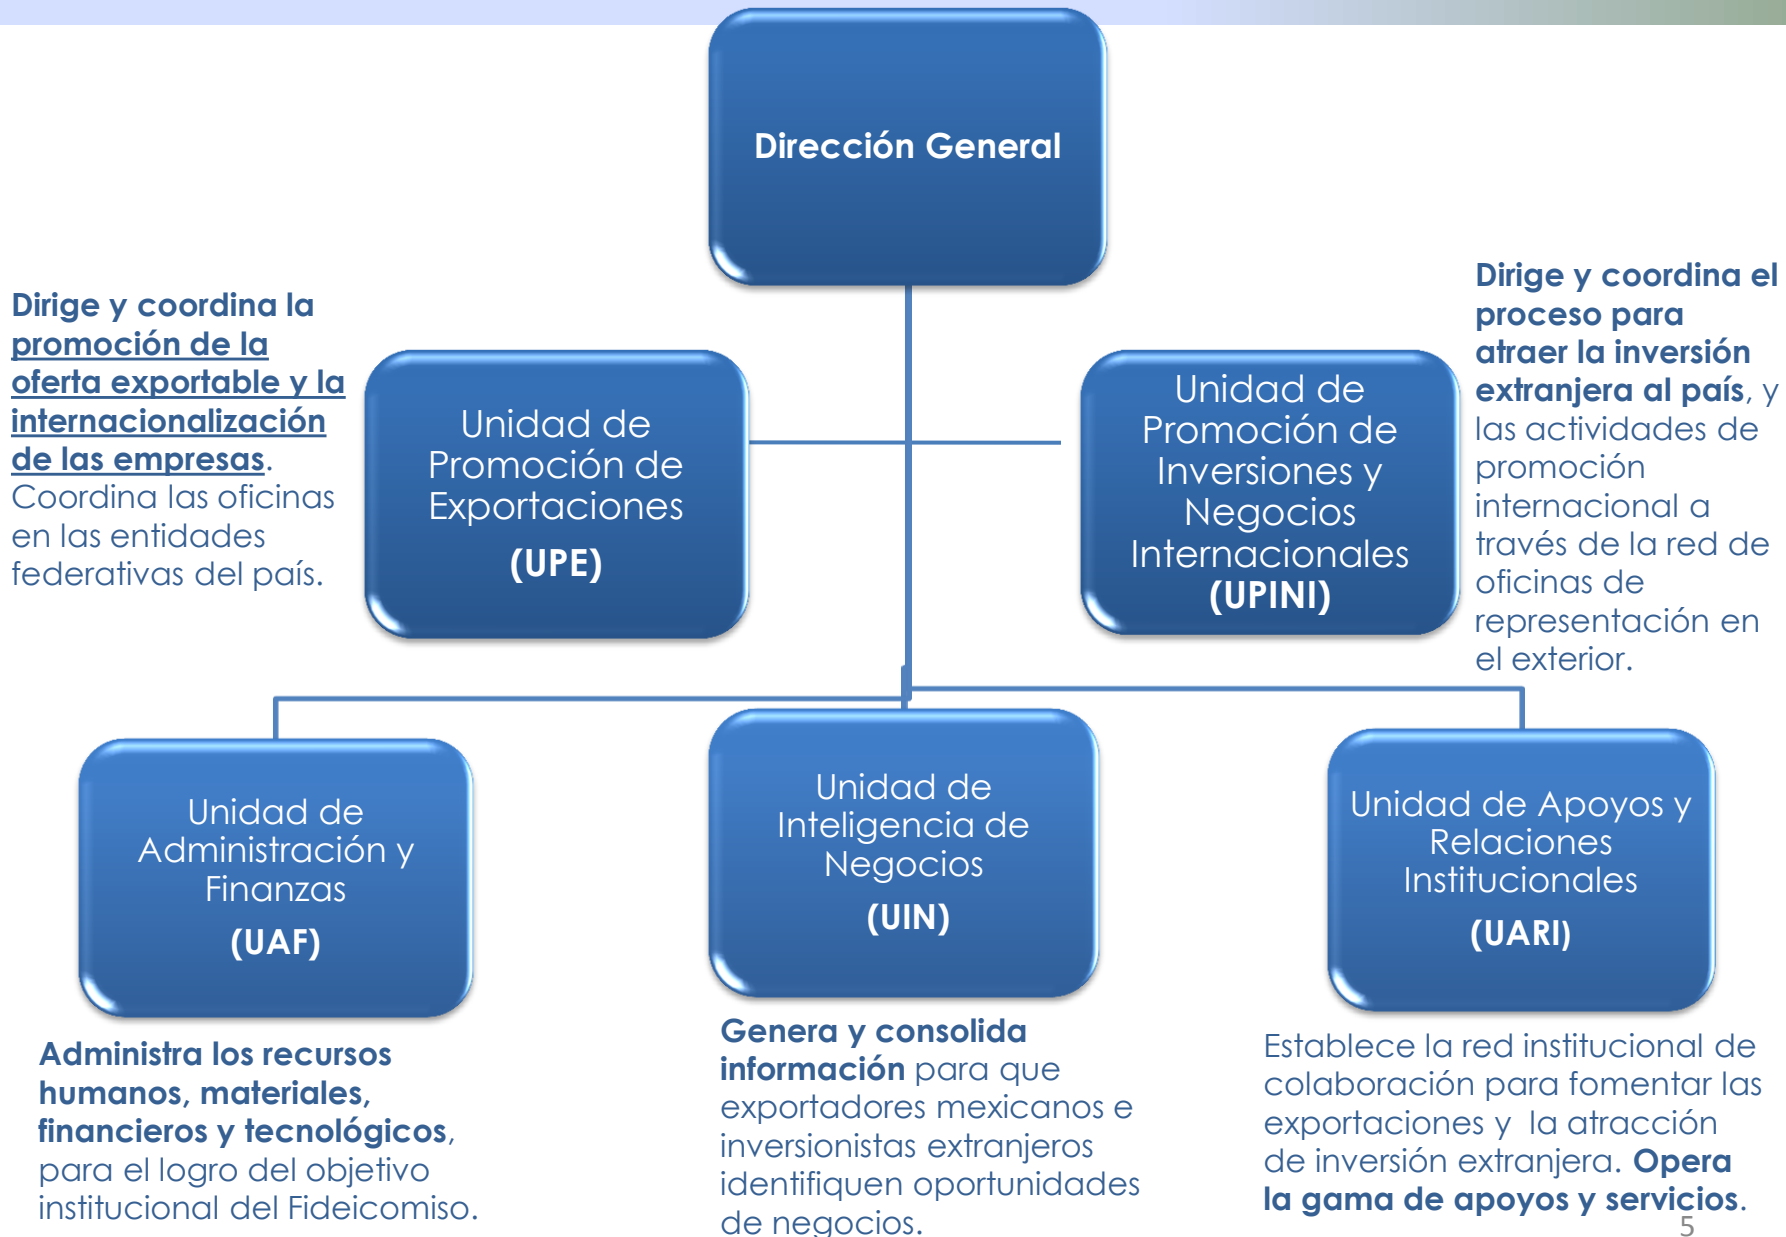 Dirección General
Dirige y coordina la
promoción de la
oferta exportable y la
internacionalización
de las empresas.
Coordina las oficinas
en las entidades
federativas del país.
Unidad de
Promoción de
Exportaciones
(UPE)
Unidad de
Promoción de
Inversiones y
Negocios
Internacionales
(UPINI)
Dirige y coordina el
proceso para
atraer la inversión
extranjera al país, y
las actividades de
promoción
internacional a
través de la red de
oficinas de
representación en
el exterior.
Unidad de
Administración y
Finanzas
(UAF)
Administra los recursos
humanos, materiales,
financieros y tecnológicos,
para el logro del objetivo
institucional del Fideicomiso.
Unidad de
Inteligencia de
Negocios
(UIN)
Genera y consolida
información para que
exportadores mexicanos e
inversionistas extranjeros
identifiquen oportunidades
de negocios.
Unidad de Apoyos y
Relaciones
Institucionales
(UARI)
Establece la red institucional de
colaboración para fomentar las
exportaciones y  la atracción
de inversión extranjera. Opera
la gama de apoyos y servicios.
5